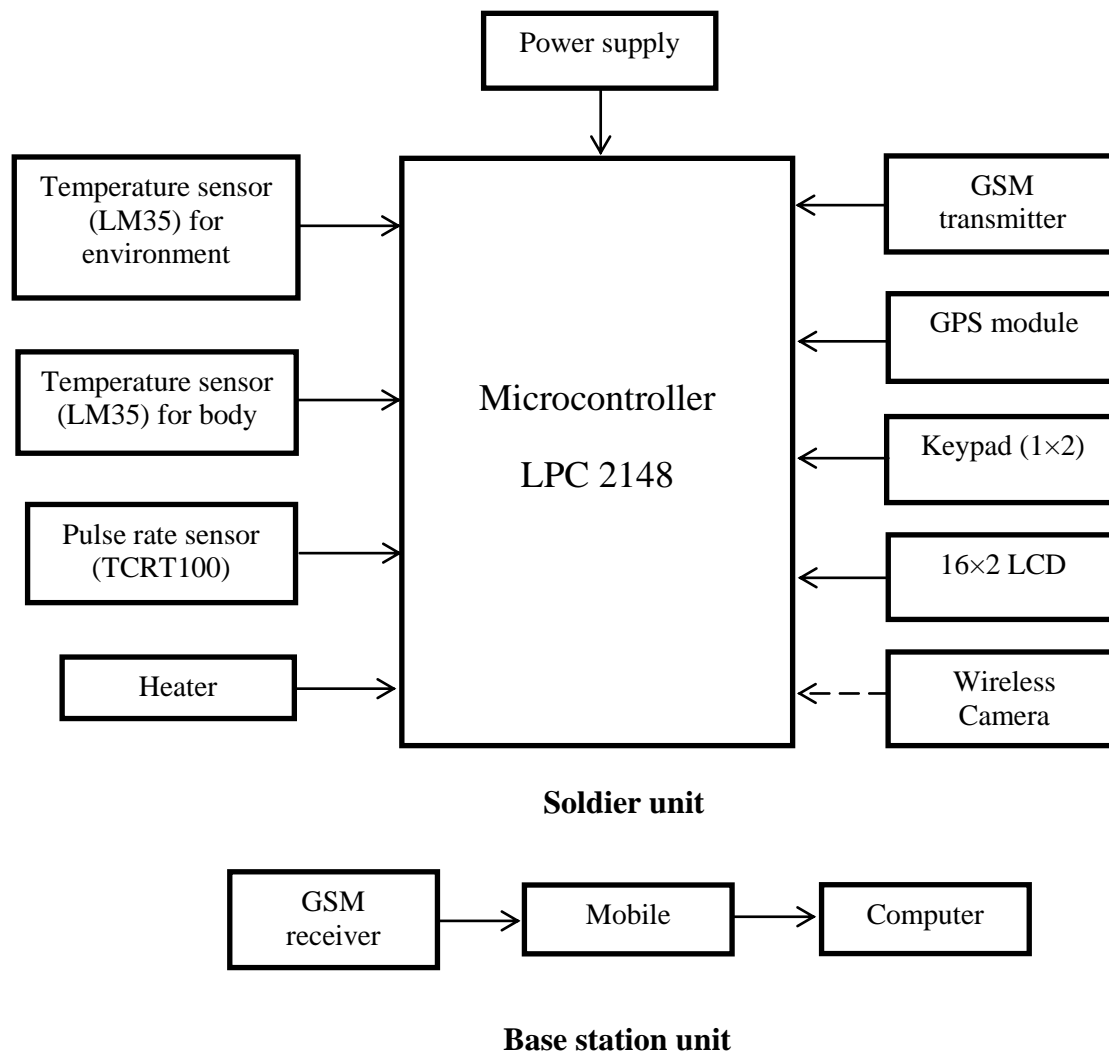 Power supply
Temperature sensor
(LM35) for
environment
Temperature sensor
(LM35) for body
Pulse rate sensor
(TCRT100)
Heater
Microcontroller
LPC 2148
GSM
transmitter
GPS module
Keypad (1×2)
16×2 LCD
Wireless
Camera
Soldier unit
GSM
receiver
Mobile
Computer
Base station unit